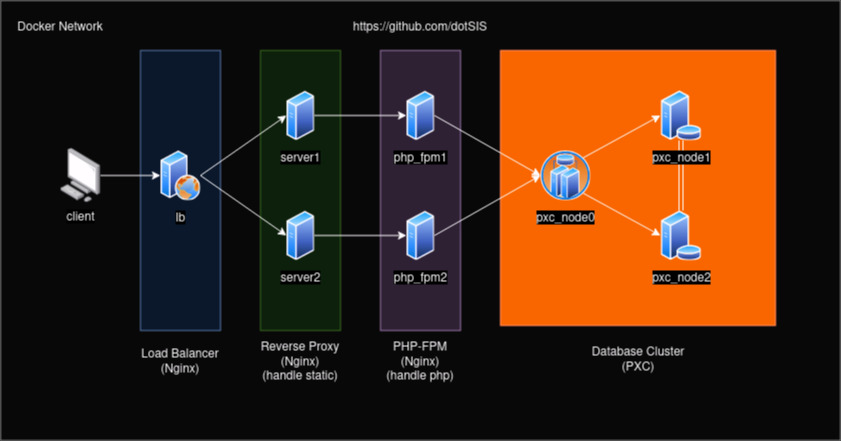 Docker Network
https://github.com/dotSIS
client
lb
server1
server2
php_fpm1
php_fpm2
pxc_node0
pxc_node1
pxc_node2
Load Balancer
(Nginx)
Reverse Proxy
(Nginx)
(handle static)
PHP-FPM
(Nginx)
(handle php)
Database Cluster
(PXC)